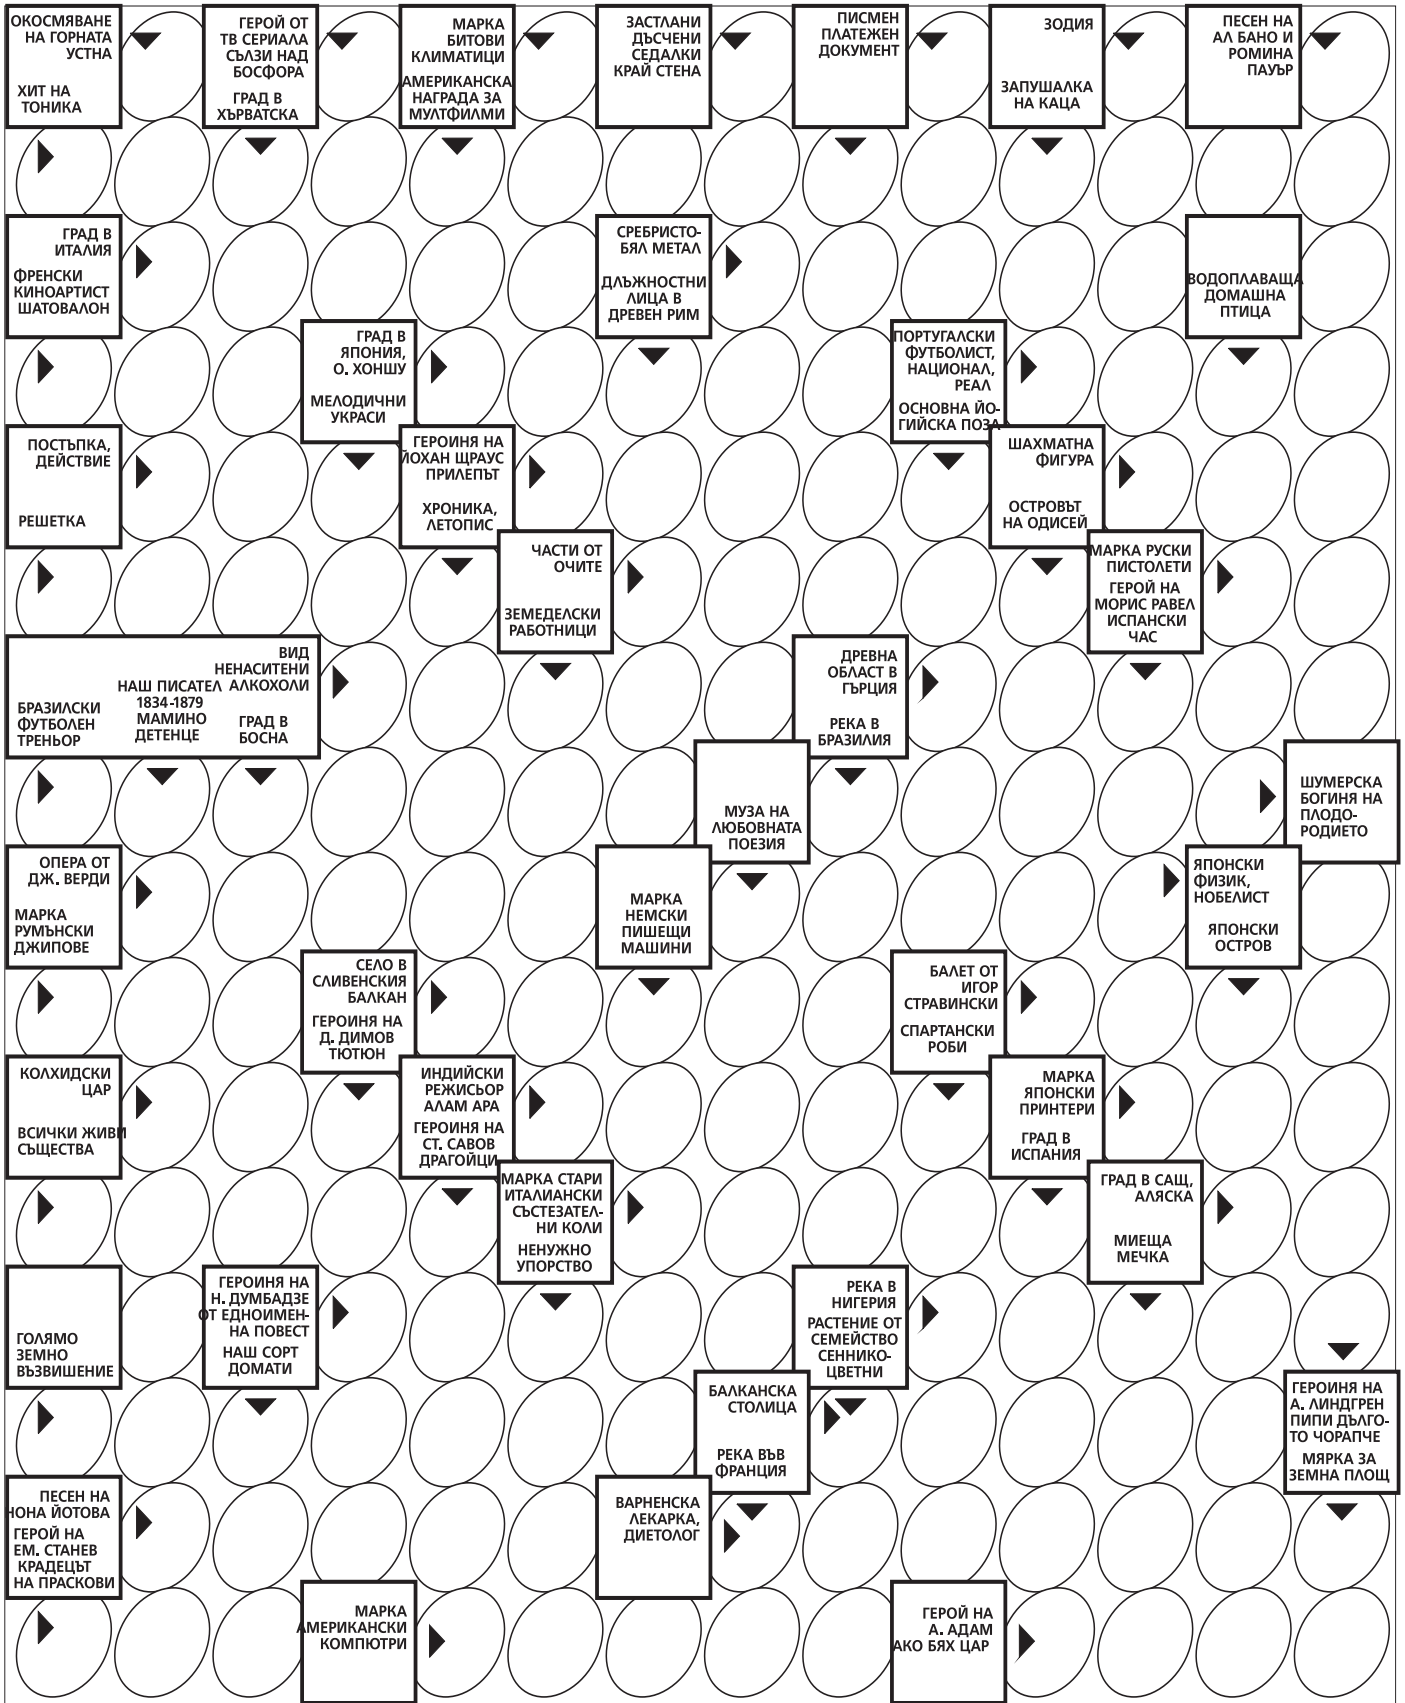 ОКОСМЯВАНЕ
НА ГОРНАТА
УСТНА
ХИТ НА
ТОНИКА
ГЕРОЙ ОТ
ТВ СЕРИАЛА
СЪЛЗИ НАД
БОСФОРА
ГРАД В
ХЪРВАТСКА
МАРКА
БИТОВИ
КЛИМАТИЦИ
АМЕРИКАНСКА
НАГРАДА ЗА
МУЛТФИЛМИ
ЗАСТЛАНИ
ДЪСЧЕНИ
СЕДАЛКИ
КРАЙ СТЕНА
ПИСМЕН
ПЛАТЕЖЕН
ДОКУМЕНТ
ЗОДИЯ
ЗАПУШАЛКА
НА КАЦА
ПЕСЕН НА
АЛ БАНО И
РОМИНА
ПАУЪР
ГРАД В
ИТАЛИЯ
ФРЕНСКИ
КИНОАРТИСТ
ШАТОВАЛОН
СРЕБРИСТО-
БЯЛ МЕТАЛ
ДЛЪЖНОСТНИ
ЛИЦА В
ДРЕВЕН РИМ
ВОДОПЛАВАЩА
ДОМАШНА
ПТИЦА
ГРАД В
ЯПОНИЯ,
О. ХОНШУ
МЕЛОДИЧНИ
УКРАСИ
ПОРТУГАЛСКИ
ФУТБОЛИСТ,
НАЦИОНАЛ,
РЕАЛ
ОСНОВНА ЙО-
ГИЙСКА ПОЗА
ПОСТЪПКА,
ДЕЙСТВИЕ
РЕШЕТКА
ГЕРОИНЯ НА
ЙОХАН ЩРАУС
ПРИЛЕПЪТ
ХРОНИКА,
ЛЕТОПИС
ШАХМАТНА
ФИГУРА
ОСТРОВЪТ
НА ОДИСЕЙ
ЧАСТИ ОТ
ОЧИТЕ
ЗЕМЕДЕЛСКИ
РАБОТНИЦИ
МАРКА РУСКИ
ПИСТОЛЕТИ
ГЕРОЙ НА
МОРИС РАВЕЛ
ИСПАНСКИ
ЧАС
БРАЗИЛСКИ
ФУТБОЛЕН
ТРЕНЬОР
НАШ ПИСАТЕЛ
1834-1879
МАМИНО
ДЕТЕНЦЕ
ВИД
НЕНАСИТЕНИ
АЛКОХОЛИ
ГРАД В
БОСНА
ДРЕВНА
ОБЛАСТ В
ГЪРЦИЯ
РЕКА В
БРАЗИЛИЯ
МУЗА НА
ЛЮБОВНАТА
ПОЕЗИЯ
ШУМЕРСКА
БОГИНЯ НА
ПЛОДО-
РОДИЕТО
ОПЕРА ОТ
ДЖ. ВЕРДИ
МАРКА
РУМЪНСКИ
ДЖИПОВЕ
МАРКА
НЕМСКИ
ПИШЕЩИ
МАШИНИ
ЯПОНСКИ
ФИЗИК,
НОБЕЛИСТ
ЯПОНСКИ
ОСТРОВ
СЕЛО В
СЛИВЕНСКИЯ
БАЛКАН
ГЕРОИНЯ НА
Д. ДИМОВ
ТЮТЮН
БАЛЕТ ОТ
ИГОР
СТРАВИНСКИ
СПАРТАНСКИ
РОБИ
КОЛХИДСКИ
ЦАР
ВСИЧКИ ЖИВИ
СЪЩЕСТВА
ИНДИЙСКИ
РЕЖИСЬОР
АЛАМ АРА
ГЕРОИНЯ НА
СТ. САВОВ
ДРАГОЙЦИ
МАРКА
ЯПОНСКИ
ПРИНТЕРИ
ГРАД В
ИСПАНИЯ
МАРКА СТАРИ
ИТАЛИАНСКИ
СЪСТЕЗАТЕЛ-
НИ КОЛИ
НЕНУЖНО
УПОРСТВО
ГРАД В САЩ,
АЛЯСКА
МИЕЩА
МЕЧКА
ГОЛЯМО
ЗЕМНО
ВЪЗВИШЕНИЕ
ГЕРОИНЯ НА
Н. ДУМБАДЗЕ
ОТ ЕДНОИМЕН-
НА ПОВЕСТ
НАШ СОРТ
ДОМАТИ
РЕКА В
НИГЕРИЯ
РАСТЕНИЕ ОТ
СЕМЕЙСТВО
СЕННИКО-
ЦВЕТНИ
БАЛКАНСКА
СТОЛИЦА
РЕКА ВЪВ
ФРАНЦИЯ
ГЕРОИНЯ НА
А. ЛИНДГРЕН
ПИПИ ДЪЛГО-
ТО ЧОРАПЧЕ
МЯРКА ЗА
ЗЕМНА ПЛОЩ
ПЕСЕН НА
НОНА ЙОТОВА
ГЕРОЙ НА
ЕМ. СТАНЕВ
КРАДЕЦЪТ
НА ПРАСКОВИ
ВАРНЕНСКА
ЛЕКАРКА,
ДИЕТОЛОГ
МАРКА
АМЕРИКАНСКИ
КОМПЮТРИ
ГЕРОЙ НА
А. АДАМ
АКО БЯХ ЦАР